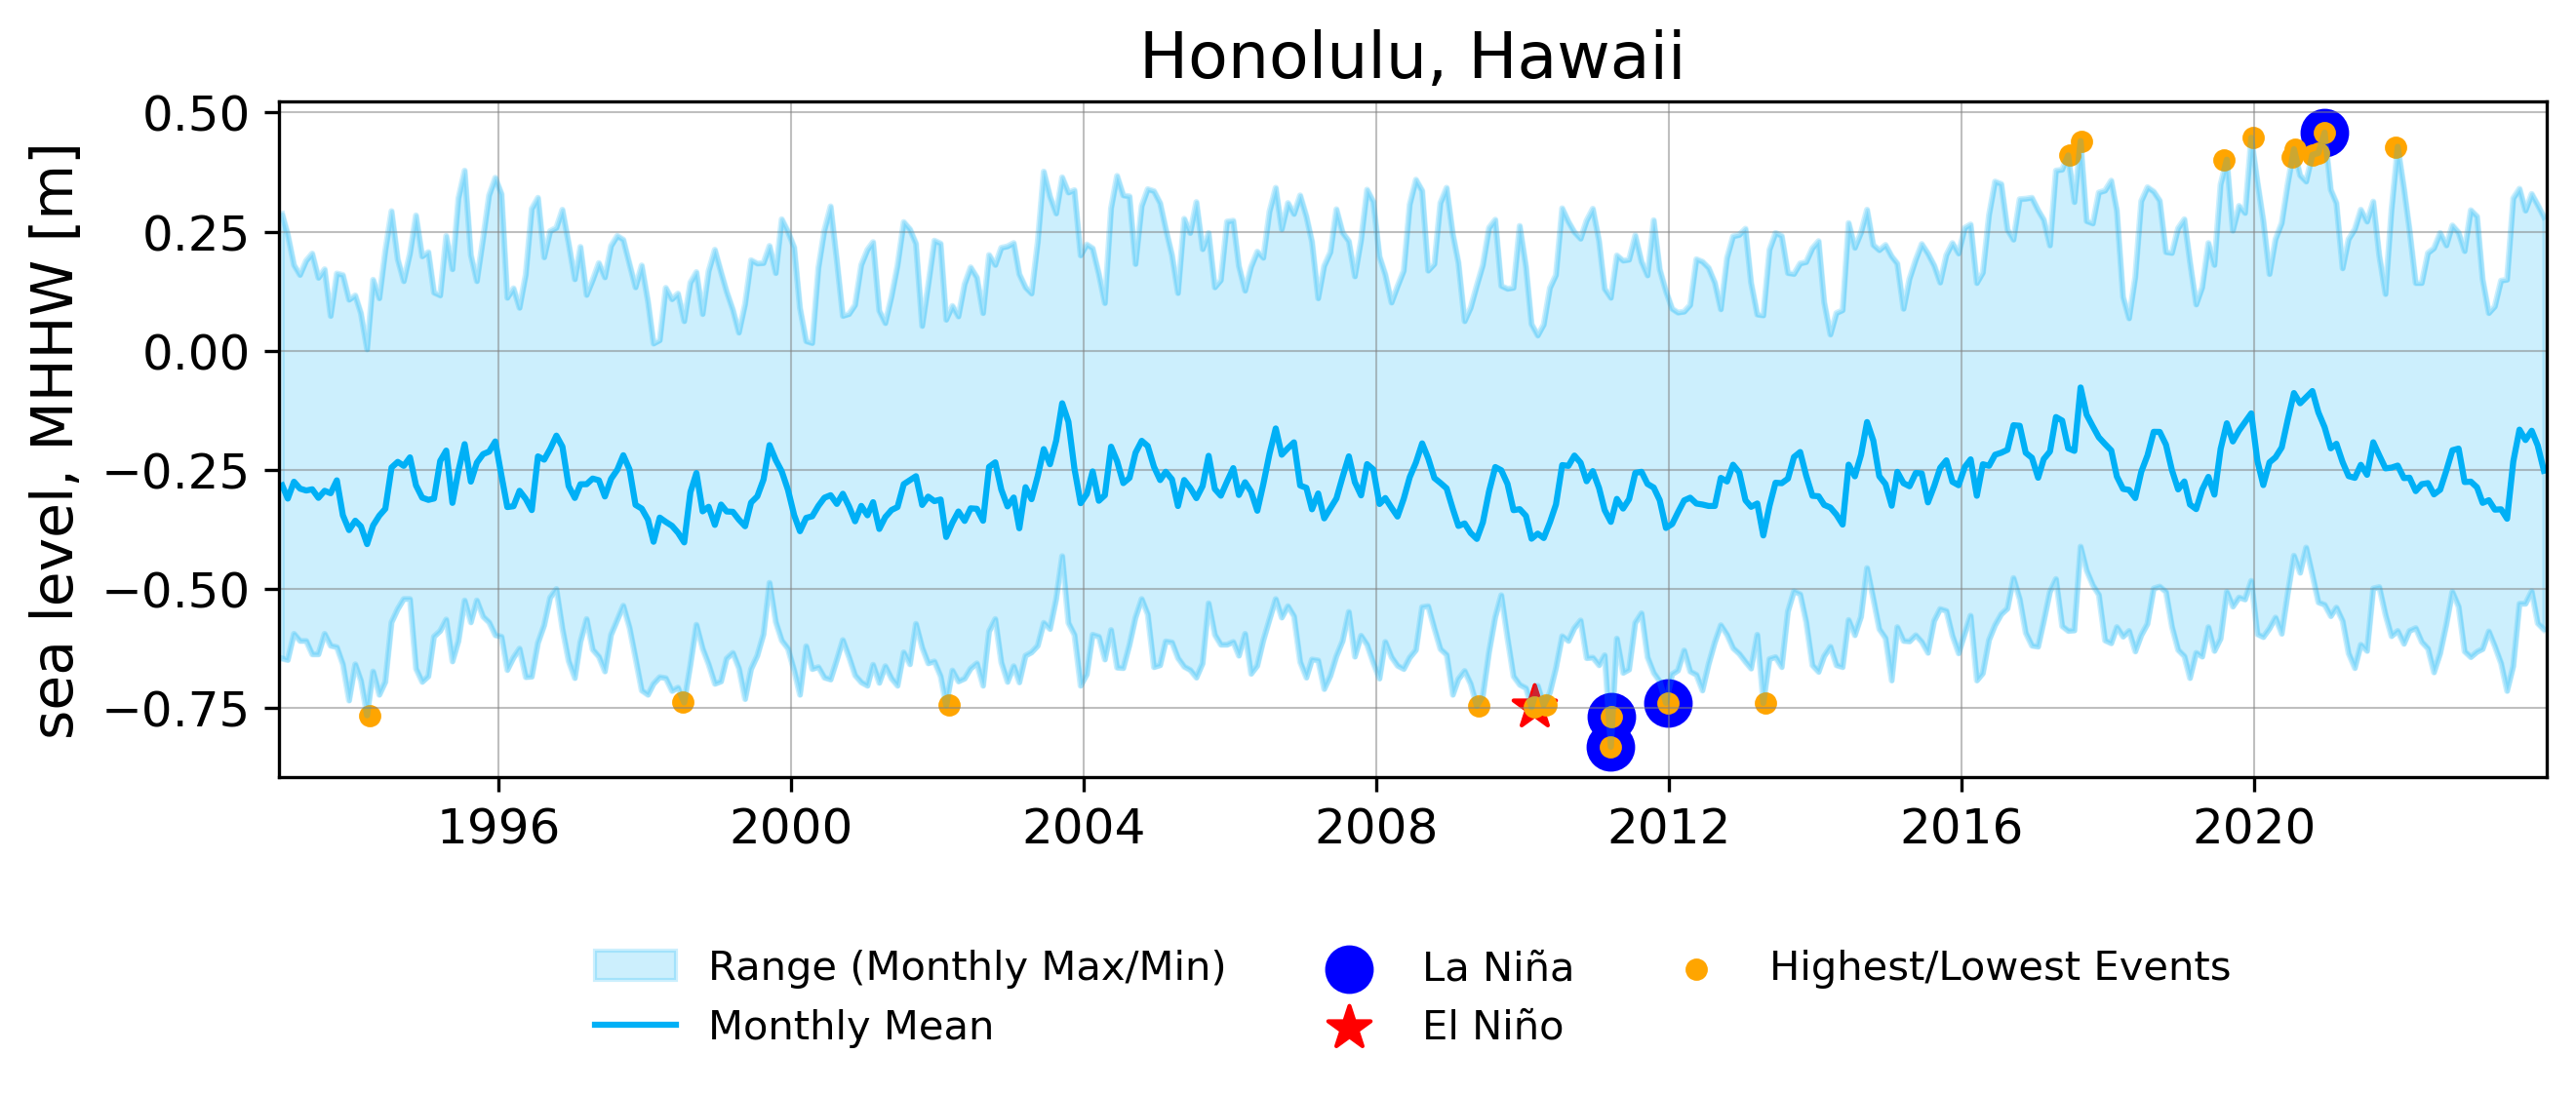 Honolulu, Hawaii
sea level, MHHW [m]
0.50
0.25
0.00
−0.25
−0.50
−0.75
1996 2000 2004 2008 2012 2016 2020
Range (Monthly Max/Min) La Niña Highest/Lowest Events
Monthly Mean El Niño